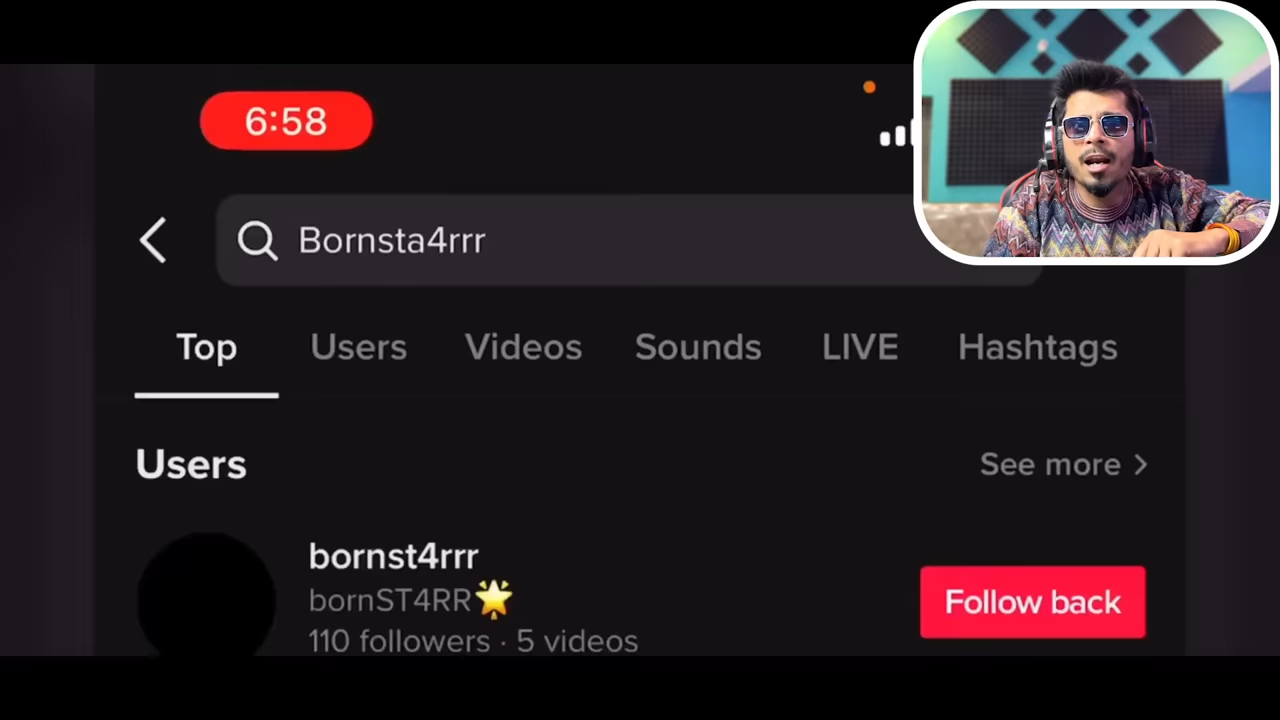 6:58
Bornsta4rrr
Top Users Videos Sounds LIVE Hashtags
Users See more
bornst4rrr
bornST4RR🌟
Follow back
110 followers · 5 videos